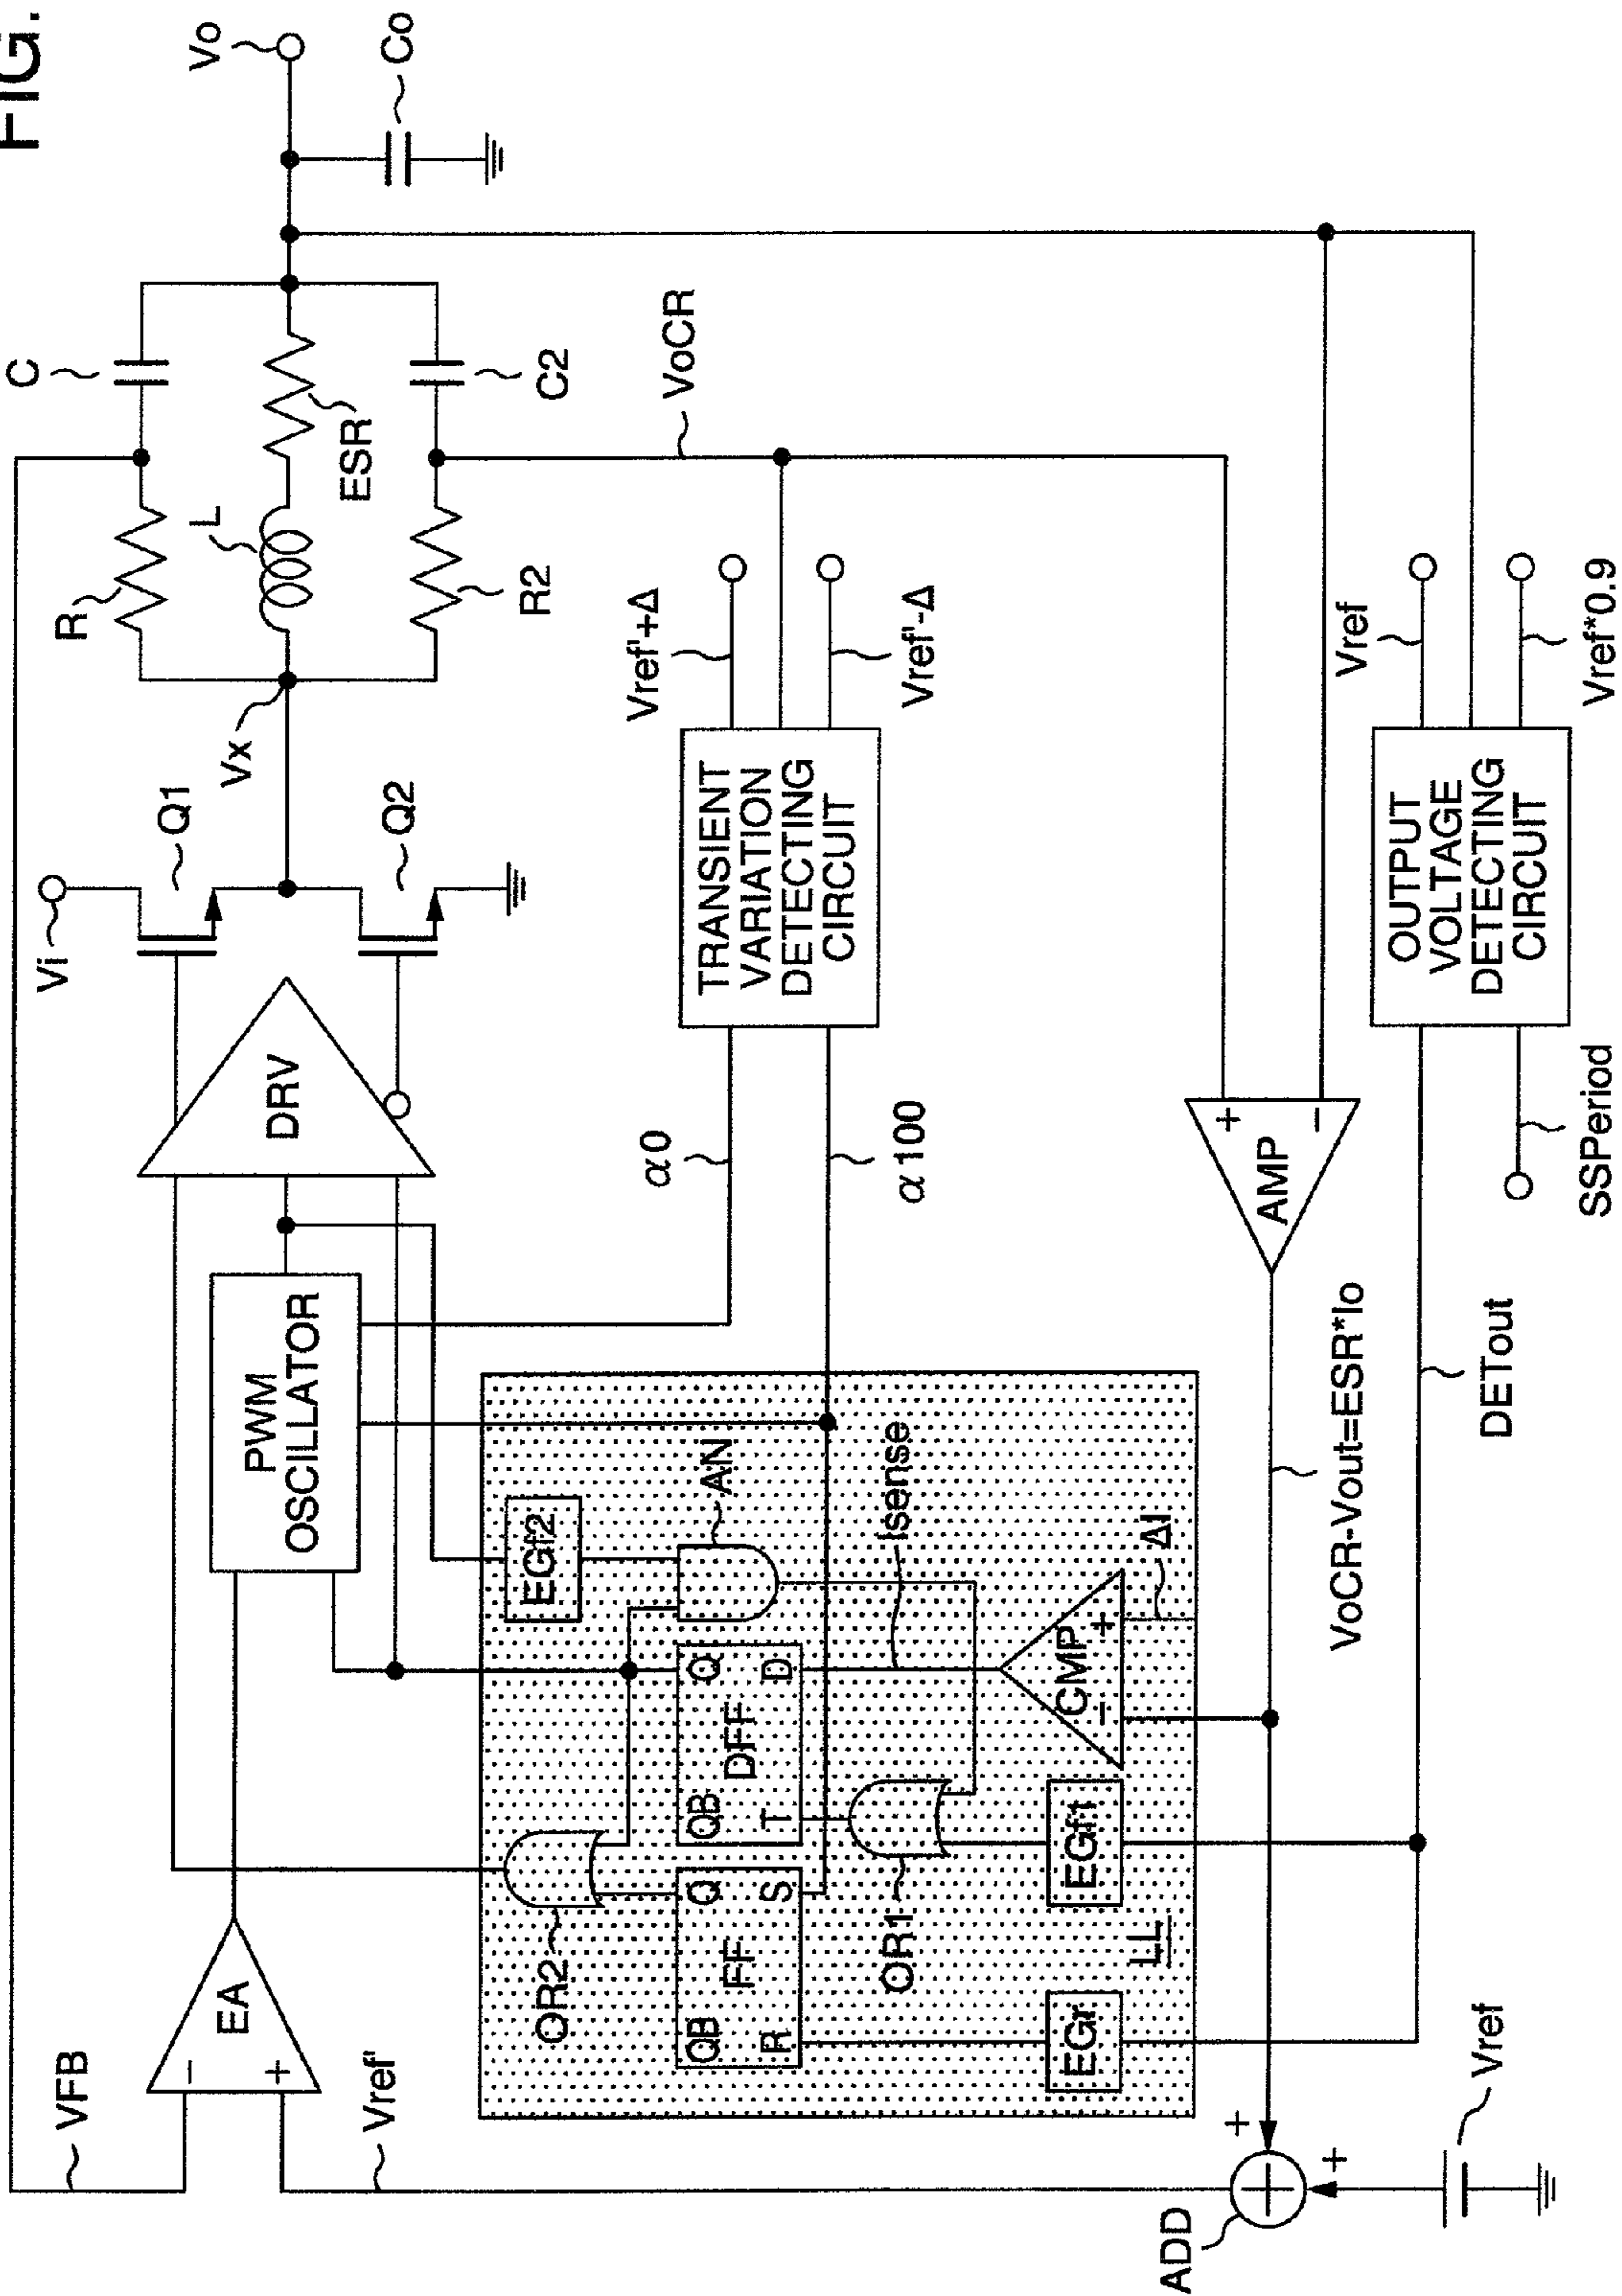 FIG.
Vo
Co
C
ESR
C2
VoCR
R
L
R2
Vx
Vi
Q1
Q2
DRV
Vref'+Δ
Vref'-Δ
TRANSIENT
VARIATION
DETECTING
CIRCUIT
α0
α100
Vref
Vref*0.9
OUTPUT
VOLTAGE
DETECTING
CIRCUIT
SSPeriod
AMP
+
−
PWM
OSCILLATOR
EGf2
AN
Isense
ΔI
CMP
+
−
Q
D
DFF
QB
T
OR2
OR1
Q
S
FF
QB
R
EGf1
EGr
LL
VoCR-Vout=ESR*Io
DETout
EA
−
+
VFB
Vref'
ADD
+
+
Vref